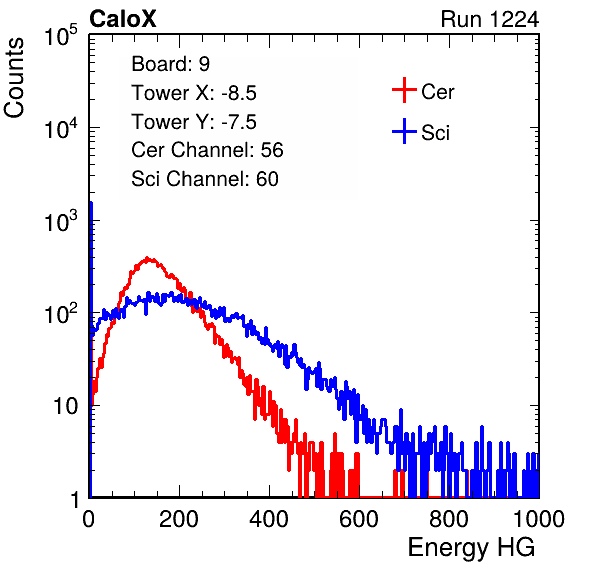 CaloX Run 1224
Counts
10^5
Board: 9
Tower X: -8.5
Tower Y: -7.5
Cer Channel: 56
Sci Channel: 60
Cer
Sci
10^4
10^3
10^2
10
1
0 200 400 600 800 1000
Energy HG